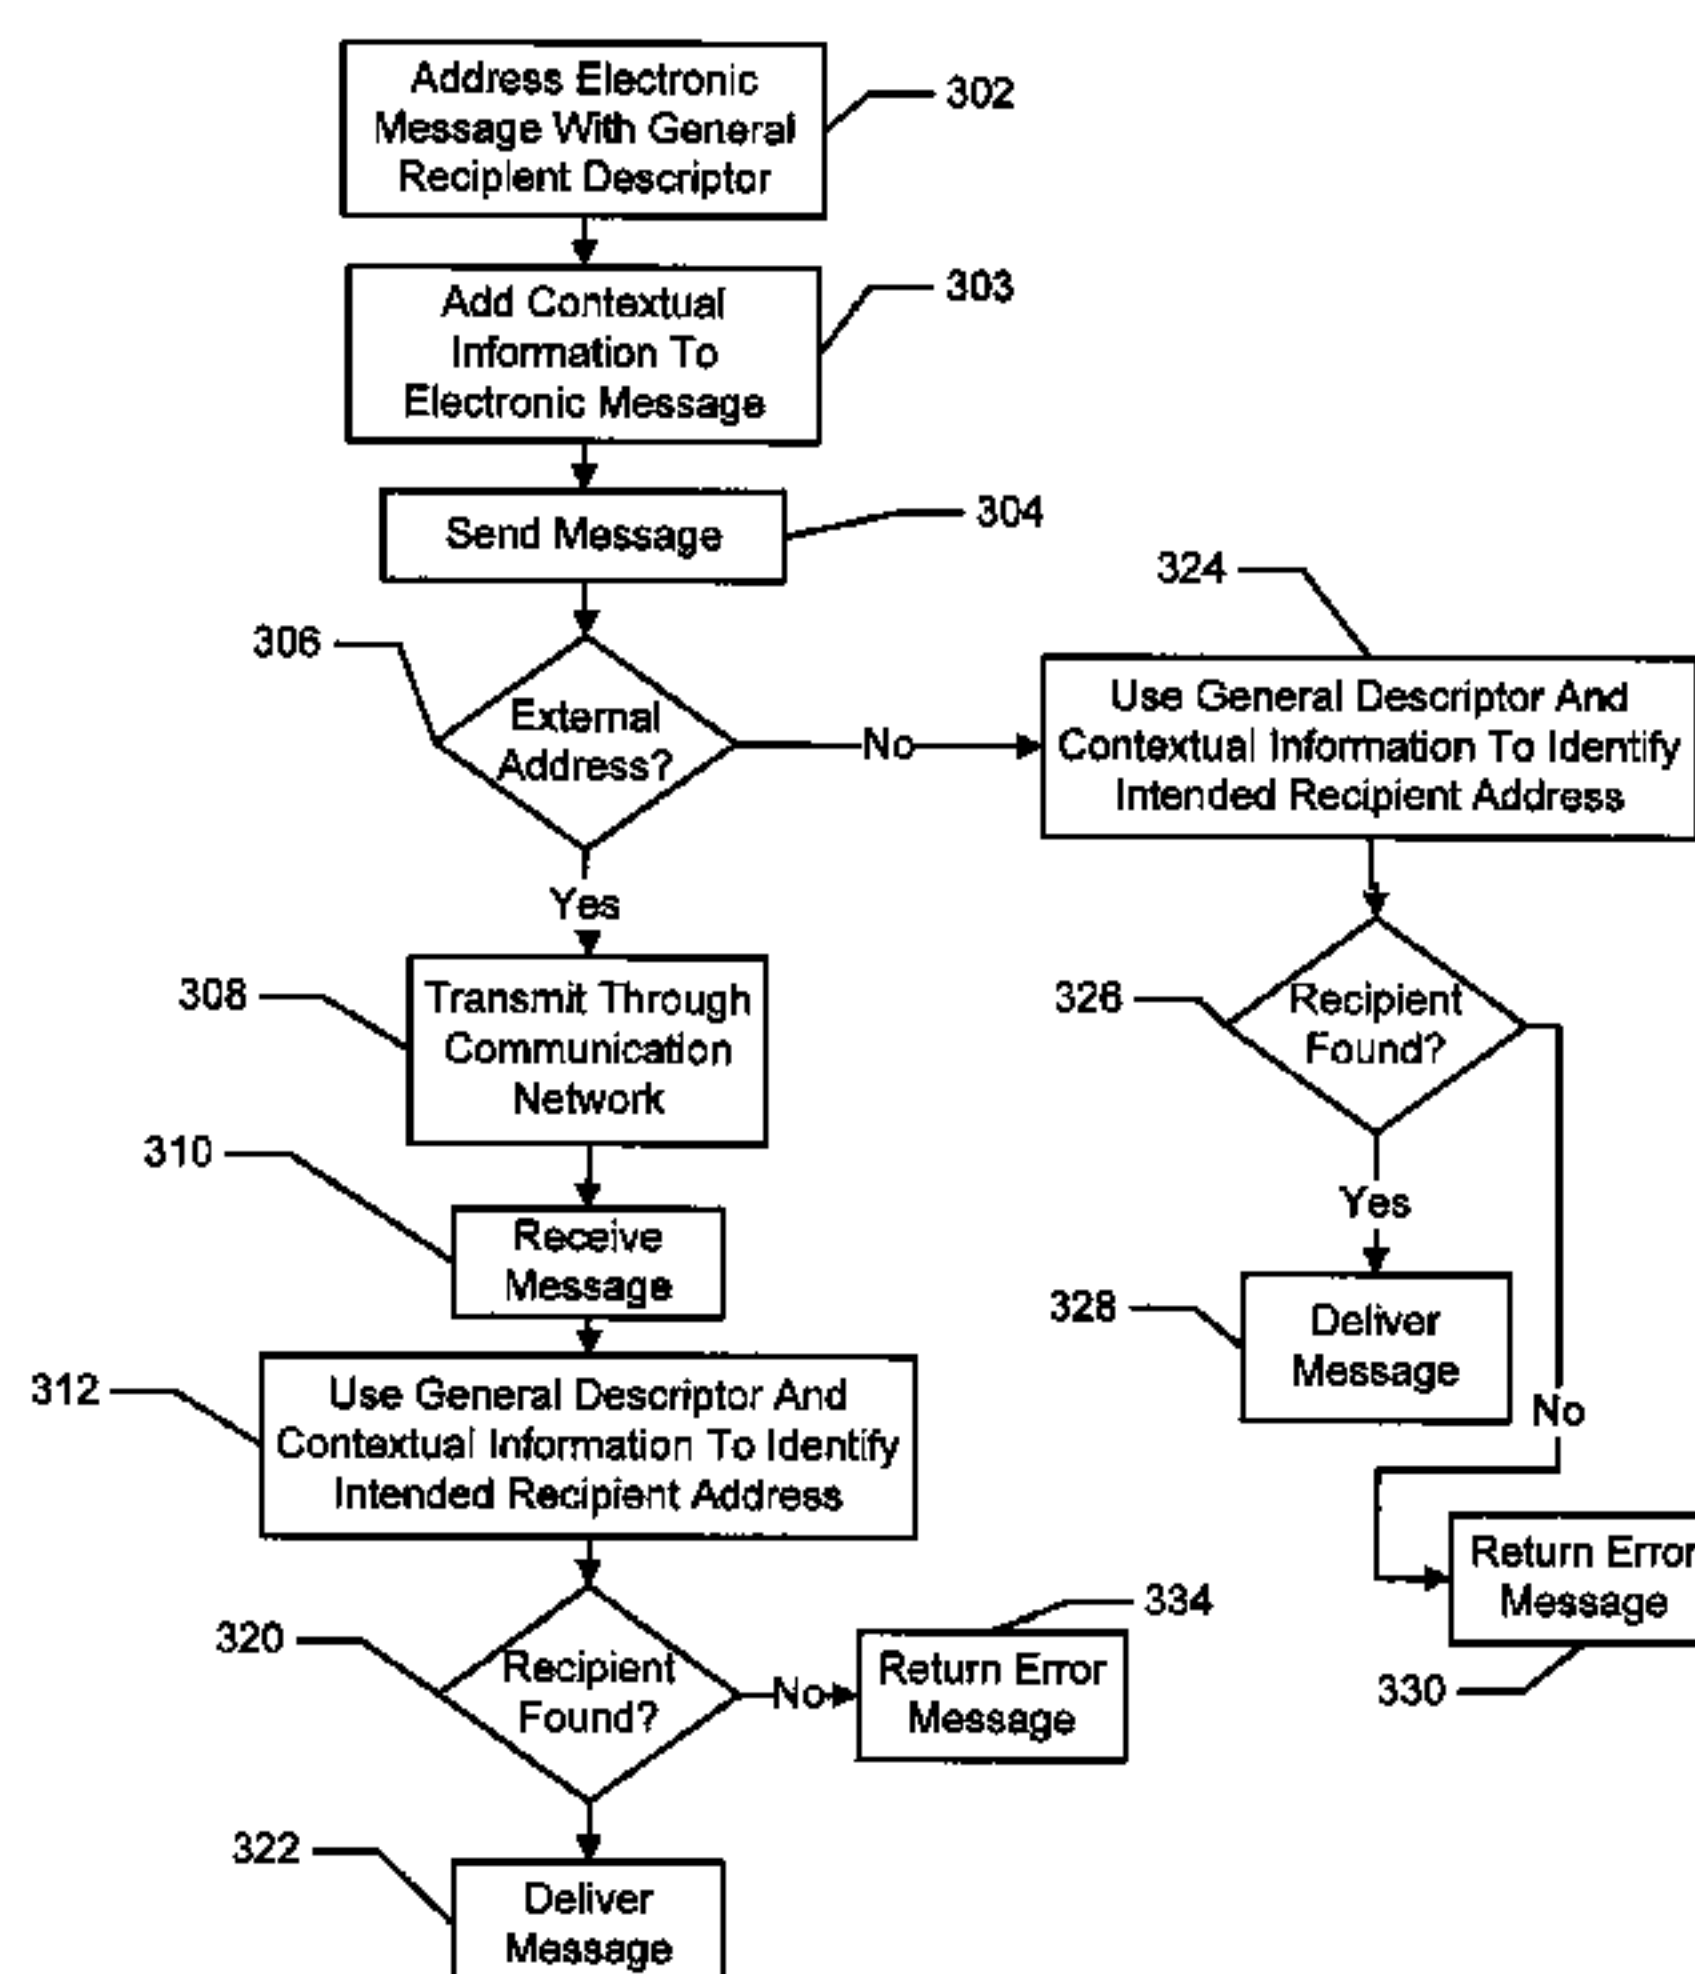 Address Electronic
Message With General
Recipient Descriptor
302
Add Contextual
Information To
Electronic Message
303
Send Message
304
306
External
Address?
No
324
Use General Descriptor And
Contextual Information To Identify
Intended Recipient Address
Yes
308
Transmit Through
Communication
Network
326
Recipient
Found?
310
Receive
Message
Yes
328
Deliver
Message
No
312
Use General Descriptor And
Contextual Information To Identify
Intended Recipient Address
Return Error
Message
330
320
Recipient
Found?
No
334
Return Error
Message
322
Deliver
Message